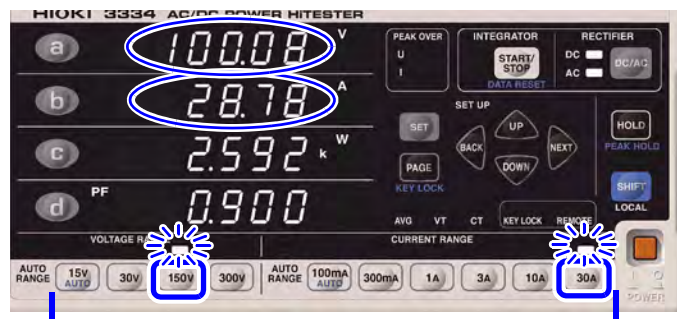 HIOKI 3334 AC/DC POWER HiTESTER
a 100.08 V
b 28.78 A
c 2.592 k W
d PF 0.900
PEAK OVER
U
I
INTEGRATOR
START/
STOP
DATA RESET
RECTIFIER
DC
AC
DC/AC
SET UP
SET
UP
BACK
NEXT
PAGE
DOWN
KEY LOCK
HOLD
PEAK HOLD
SHIFT
LOCAL
AVG VT CT KEY LOCK REMOTE
VOLTAGE
CURRENT RANGE
AUTO
RANGE
15V
AUTO
30V
150V
300V
AUTO
RANGE
100mA
AUTO
300mA
1A
3A
10A
30A
POWER